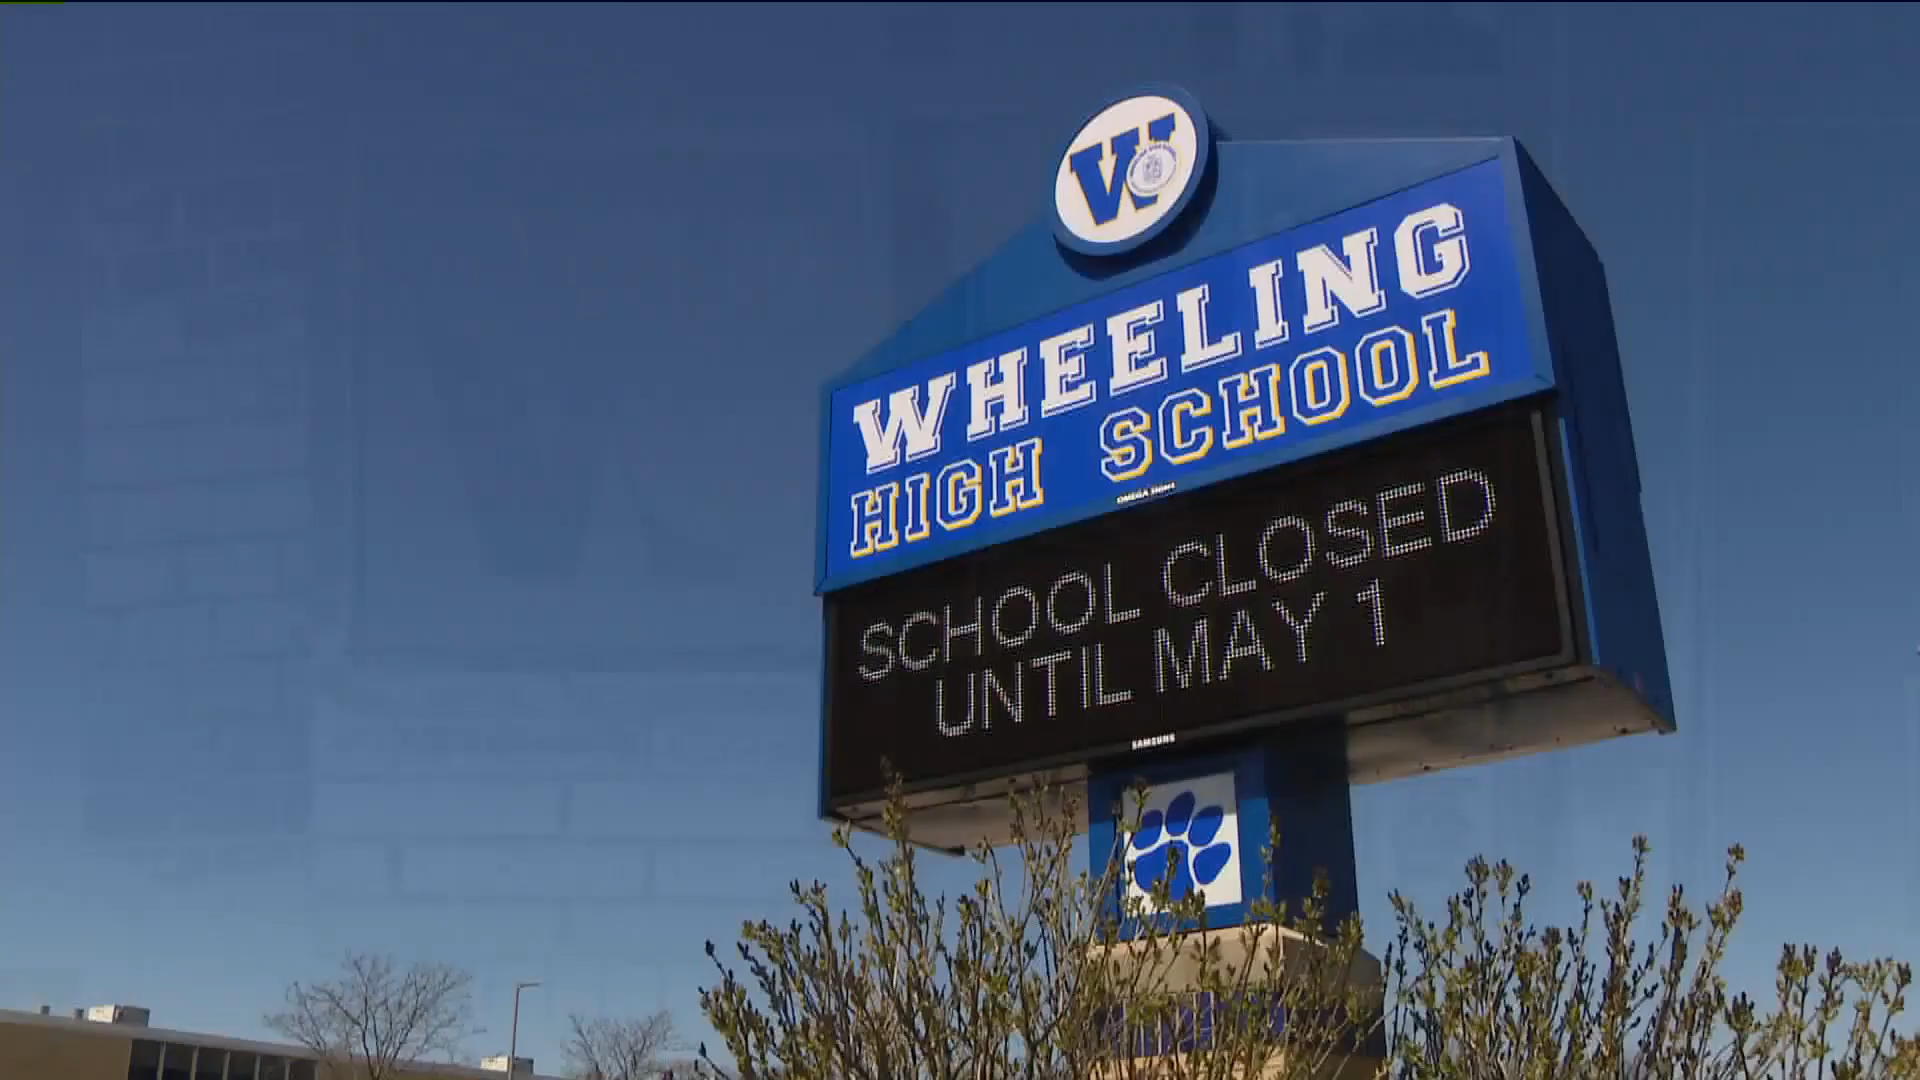 W
WHEELING
HIGH SCHOOL
OMEGA SIGNS
SCHOOL CLOSED
UNTIL MAY 1
SAMSUNG